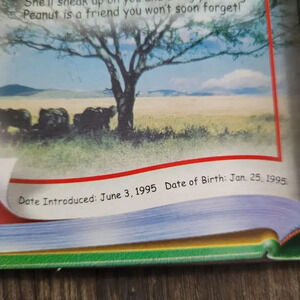 She'll sneak up on you and
Peanut is a friend you won't soon forget!"
Date Introduced: June 3, 1995 Date of Birth: Jan. 25, 1995